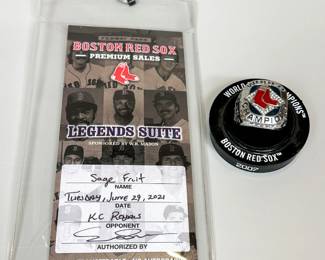 BOSTON RED SOX
PREMIUM SALES
LEGENDS SUITE
SPONSORED BY W.B. MASON
Sage Fruit
NAME
Tuesday, June 29, 2021
DATE
KC Royals
OPPONENT
AUTHORIZED BY
WORLD
CHAMPIONS
BOSTON RED SOX
2007